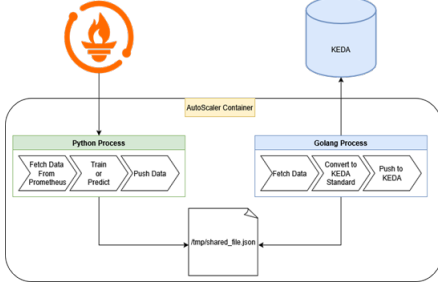 KEDA
AutoScaler Container
Python Process
Fetch Data
From
Prometheus
Train
or
Predict
Push Data
Golang Process
Fetch Data
Convert to
KEDA
Standard
Push to
KEDA
/tmp/shared_file.json